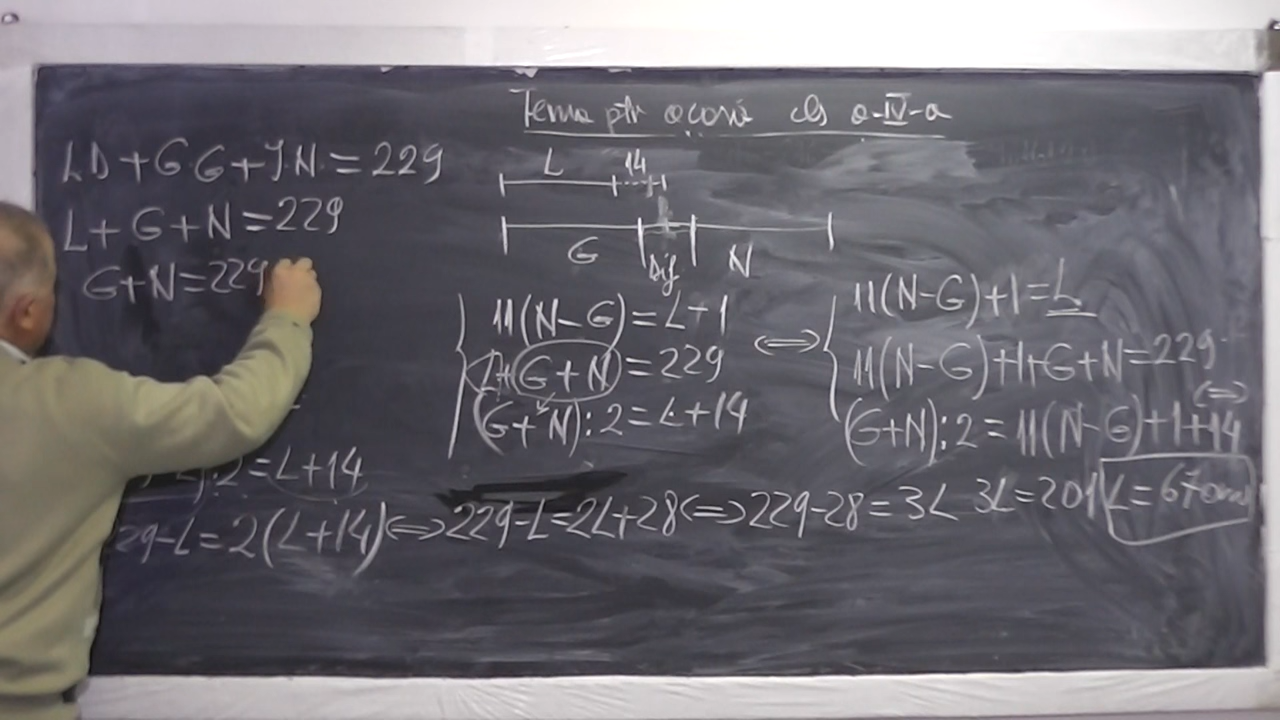 Tema ptr acasă cls a-IV-a
LD+G.G+J.N.=229
L+G+N=229
G+N=229
:2=L+14
29-L=2(L+14)<=>229-L=2L+28<=>229-28=3L 3L=201 L=67
L 14
G Dif N
11(N-G)=L-1
L+(G+N)=229
(G+N):2=L+14
<=>
11(N-G)+1=L
11(N-G)+1+G+N=229
<=>
(G+N):2=11(N-G)+1+14